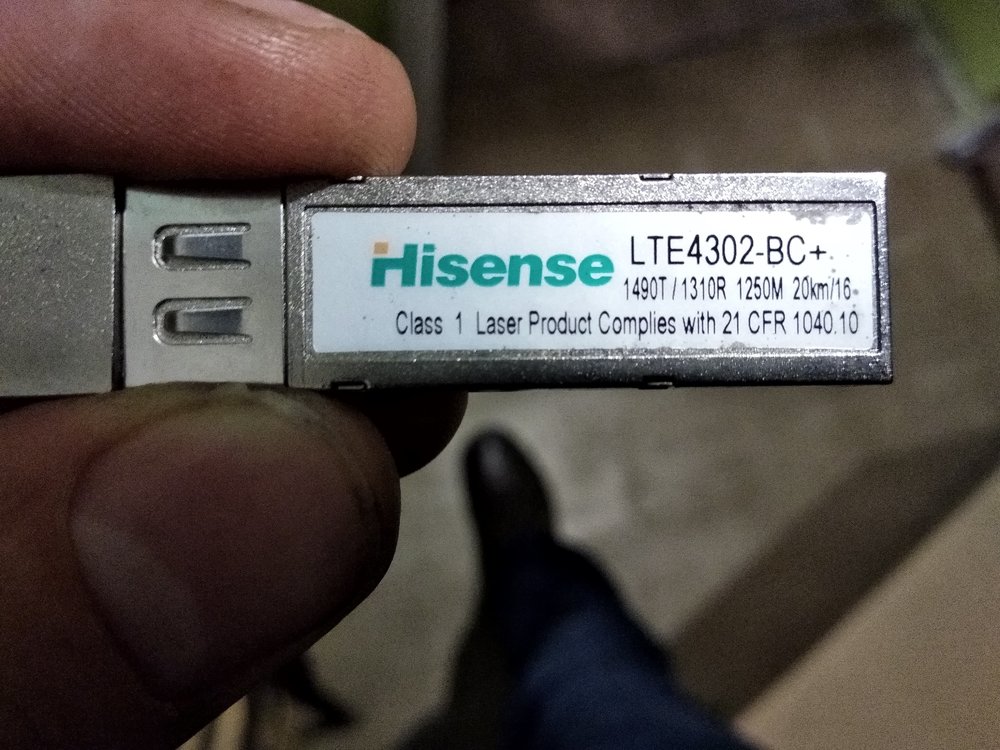 Hisense LTE4302-BC+
1490T / 1310R 1250M 20km/16
Class 1 Laser Product Complies with 21 CFR 1040.10